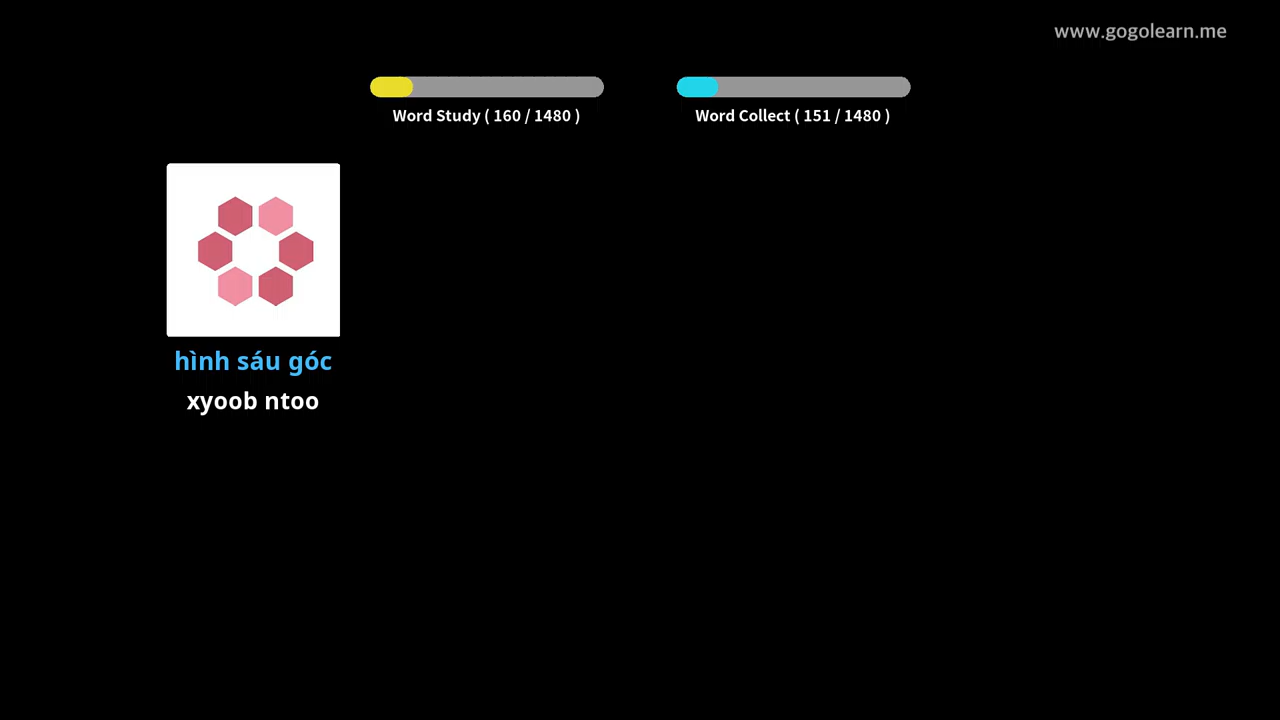 www.gogolearn.me
Word Study ( 160 / 1480 )
Word Collect ( 151 / 1480 )
hình sáu góc
xyoob ntoo